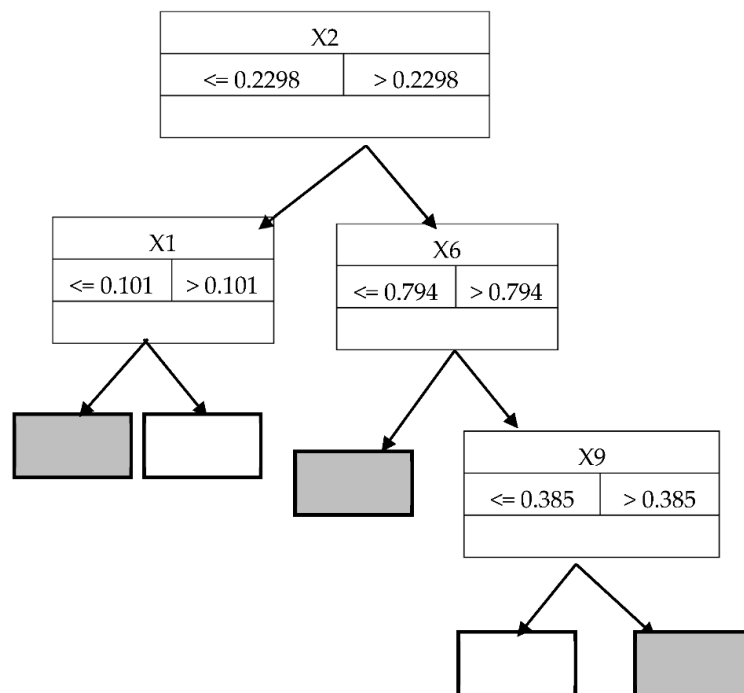 X2
<= 0.2298 > 0.2298
X1
<= 0.101 > 0.101
X6
<= 0.794 > 0.794
X9
<= 0.385 > 0.385